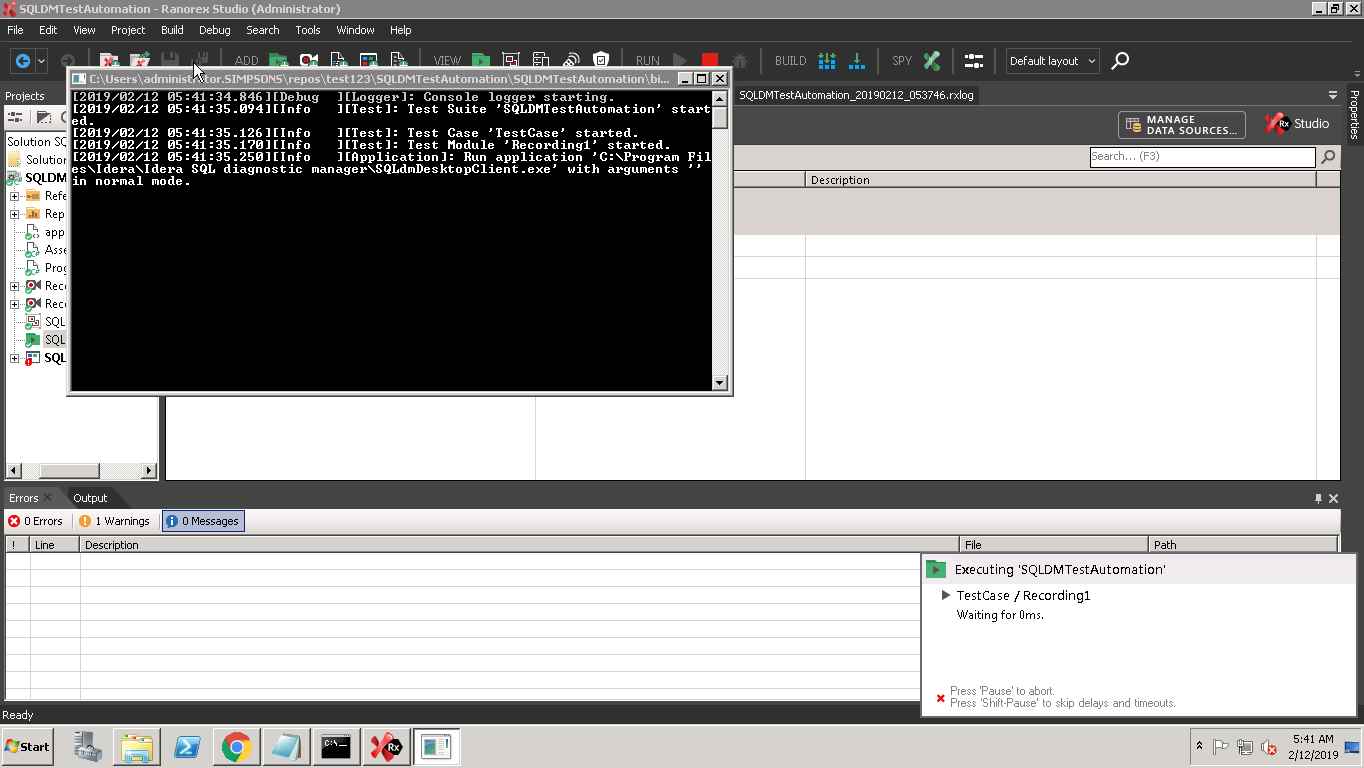 SQLDMTestAutomation - Ranorex Studio (Administrator)
File Edit View Project Build Debug Search Tools Window Help
ADD VIEW RUN BUILD SPY Default layout
C:\Users\administrator.SIMPSONS\repos\test123\SQLDMTestAutomation\SQLDMTestAutomation\bi...
Projects
SQLDMTestAutomation_20190212_053746.rxlog
Properties
[2019/02/12 05:41:34.846][Debug ][Logger]: Console logger starting.
[2019/02/12 05:41:35.094][Info ][Test]: Test Suite 'SQLDMTestAutomation' start
ed.
[2019/02/12 05:41:35.126][Info ][Test]: Test Case 'TestCase' started.
[2019/02/12 05:41:35.170][Info ][Test]: Test Module 'Recording1' started.
[2019/02/12 05:41:35.250][Info ][Application]: Run application 'C:\Program Fil
es\Idera\Idera SQL diagnostic manager\SQLdmDesktopClient.exe' with arguments ''
in normal mode.
MANAGE
DATA SOURCES...
Rx Studio
Search... (F3)
Description
Solution SQ
Solution
SQLDM
Refe
Rep
app
Asse
Prog
Reco
Reco
SQL
SQL
SQL
Errors Output
0 Errors 1 Warnings 0 Messages
! Line Description File Path
Executing 'SQLDMTestAutomation'
TestCase / Recording1
Waiting for 0ms.
Press 'Pause' to abort.
Press 'Shift-Pause' to skip delays and timeouts.
Ready
Start
C:\_
Rx
5:41 AM
2/12/2019